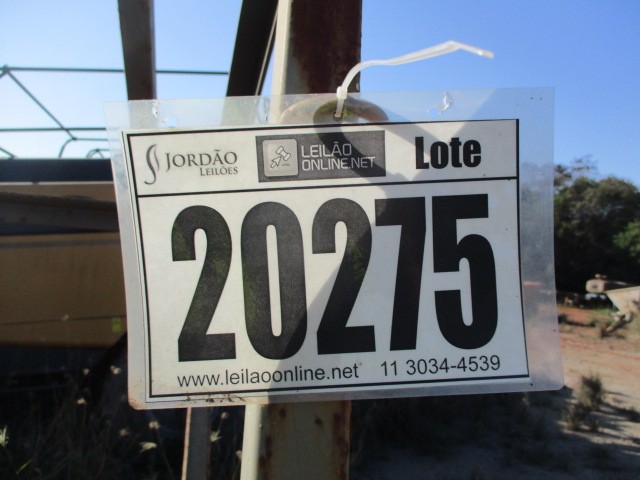 JORDÃO LEILÕES
LEILÃO ONLINE.NET
Lote
20275
www.leilaoonline.net 11 3034-4539